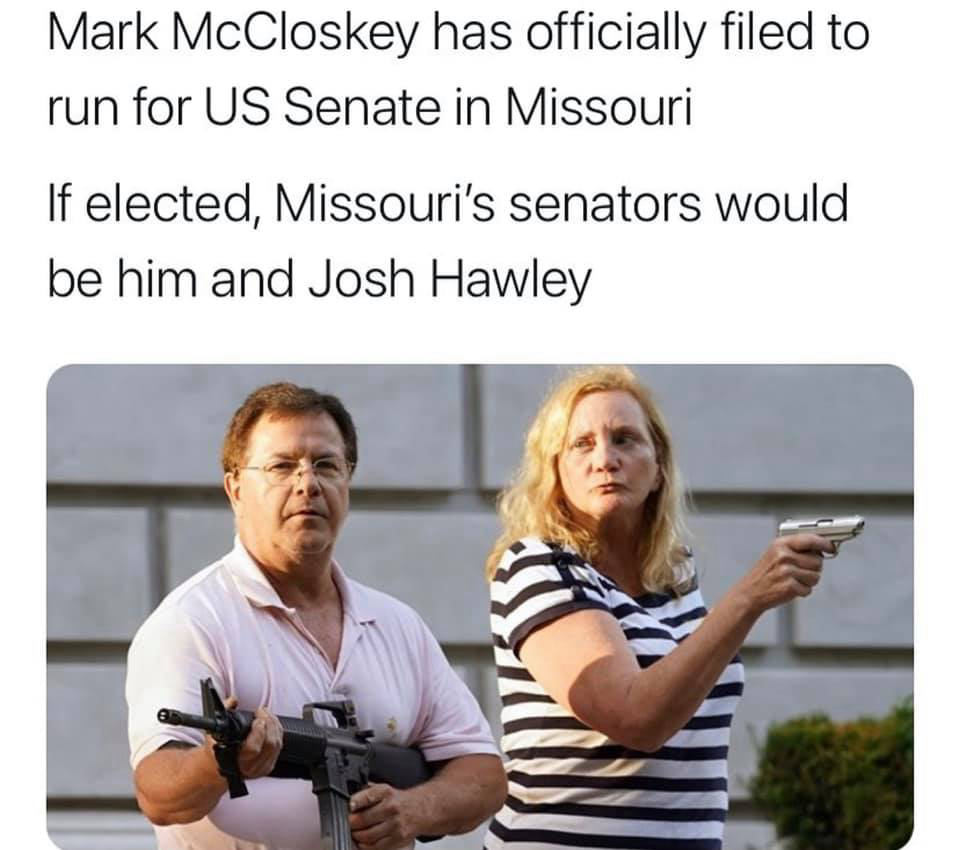 Mark McCloskey has officially filed to
run for US Senate in Missouri
If elected, Missouri's senators would
be him and Josh Hawley